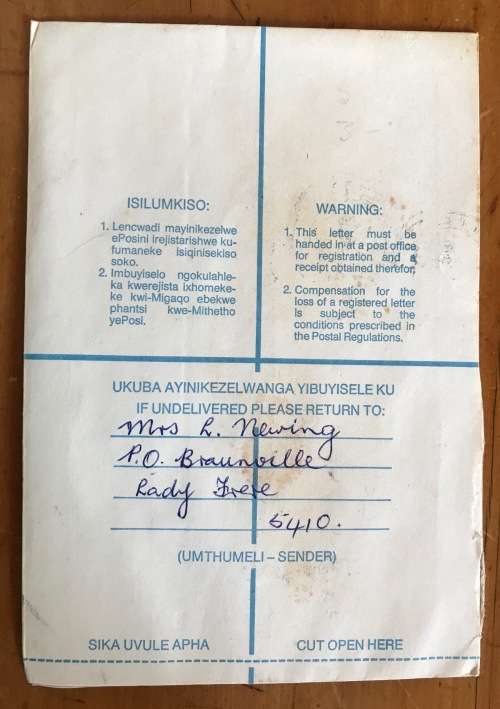 ISILUMKISO:
1. Lencwadi mayinikezelwe
ePosini irejistarishwe ku-
fumaneke isiqinisekiso
soko.
2. Imbuyiselo ngokulahle-
ka kwerejista ixhomeke-
ke kwi-Migaqo ebekwe
phantsi kwe-Mithetho
yePosi.
WARNING:
1. This letter must be
handed in at a post office
for registration and a
receipt obtained therefor.
2. Compensation for the
loss of a registered letter
is subject to the
conditions prescribed in
the Postal Regulations.
UKUBA AYINIKEZELWANGA YIBUYISELE KU
IF UNDELIVERED PLEASE RETURN TO:
Mrs L. Newing
P.O. Braunville
Lady Frere
5410.
(UMTHUMELI – SENDER)
SIKA UVULE APHA
CUT OPEN HERE